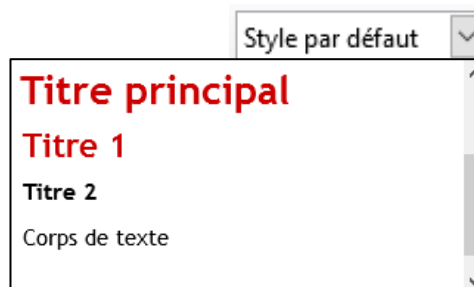 Style par défaut
Titre principal
Titre 1
Titre 2
Corps de texte